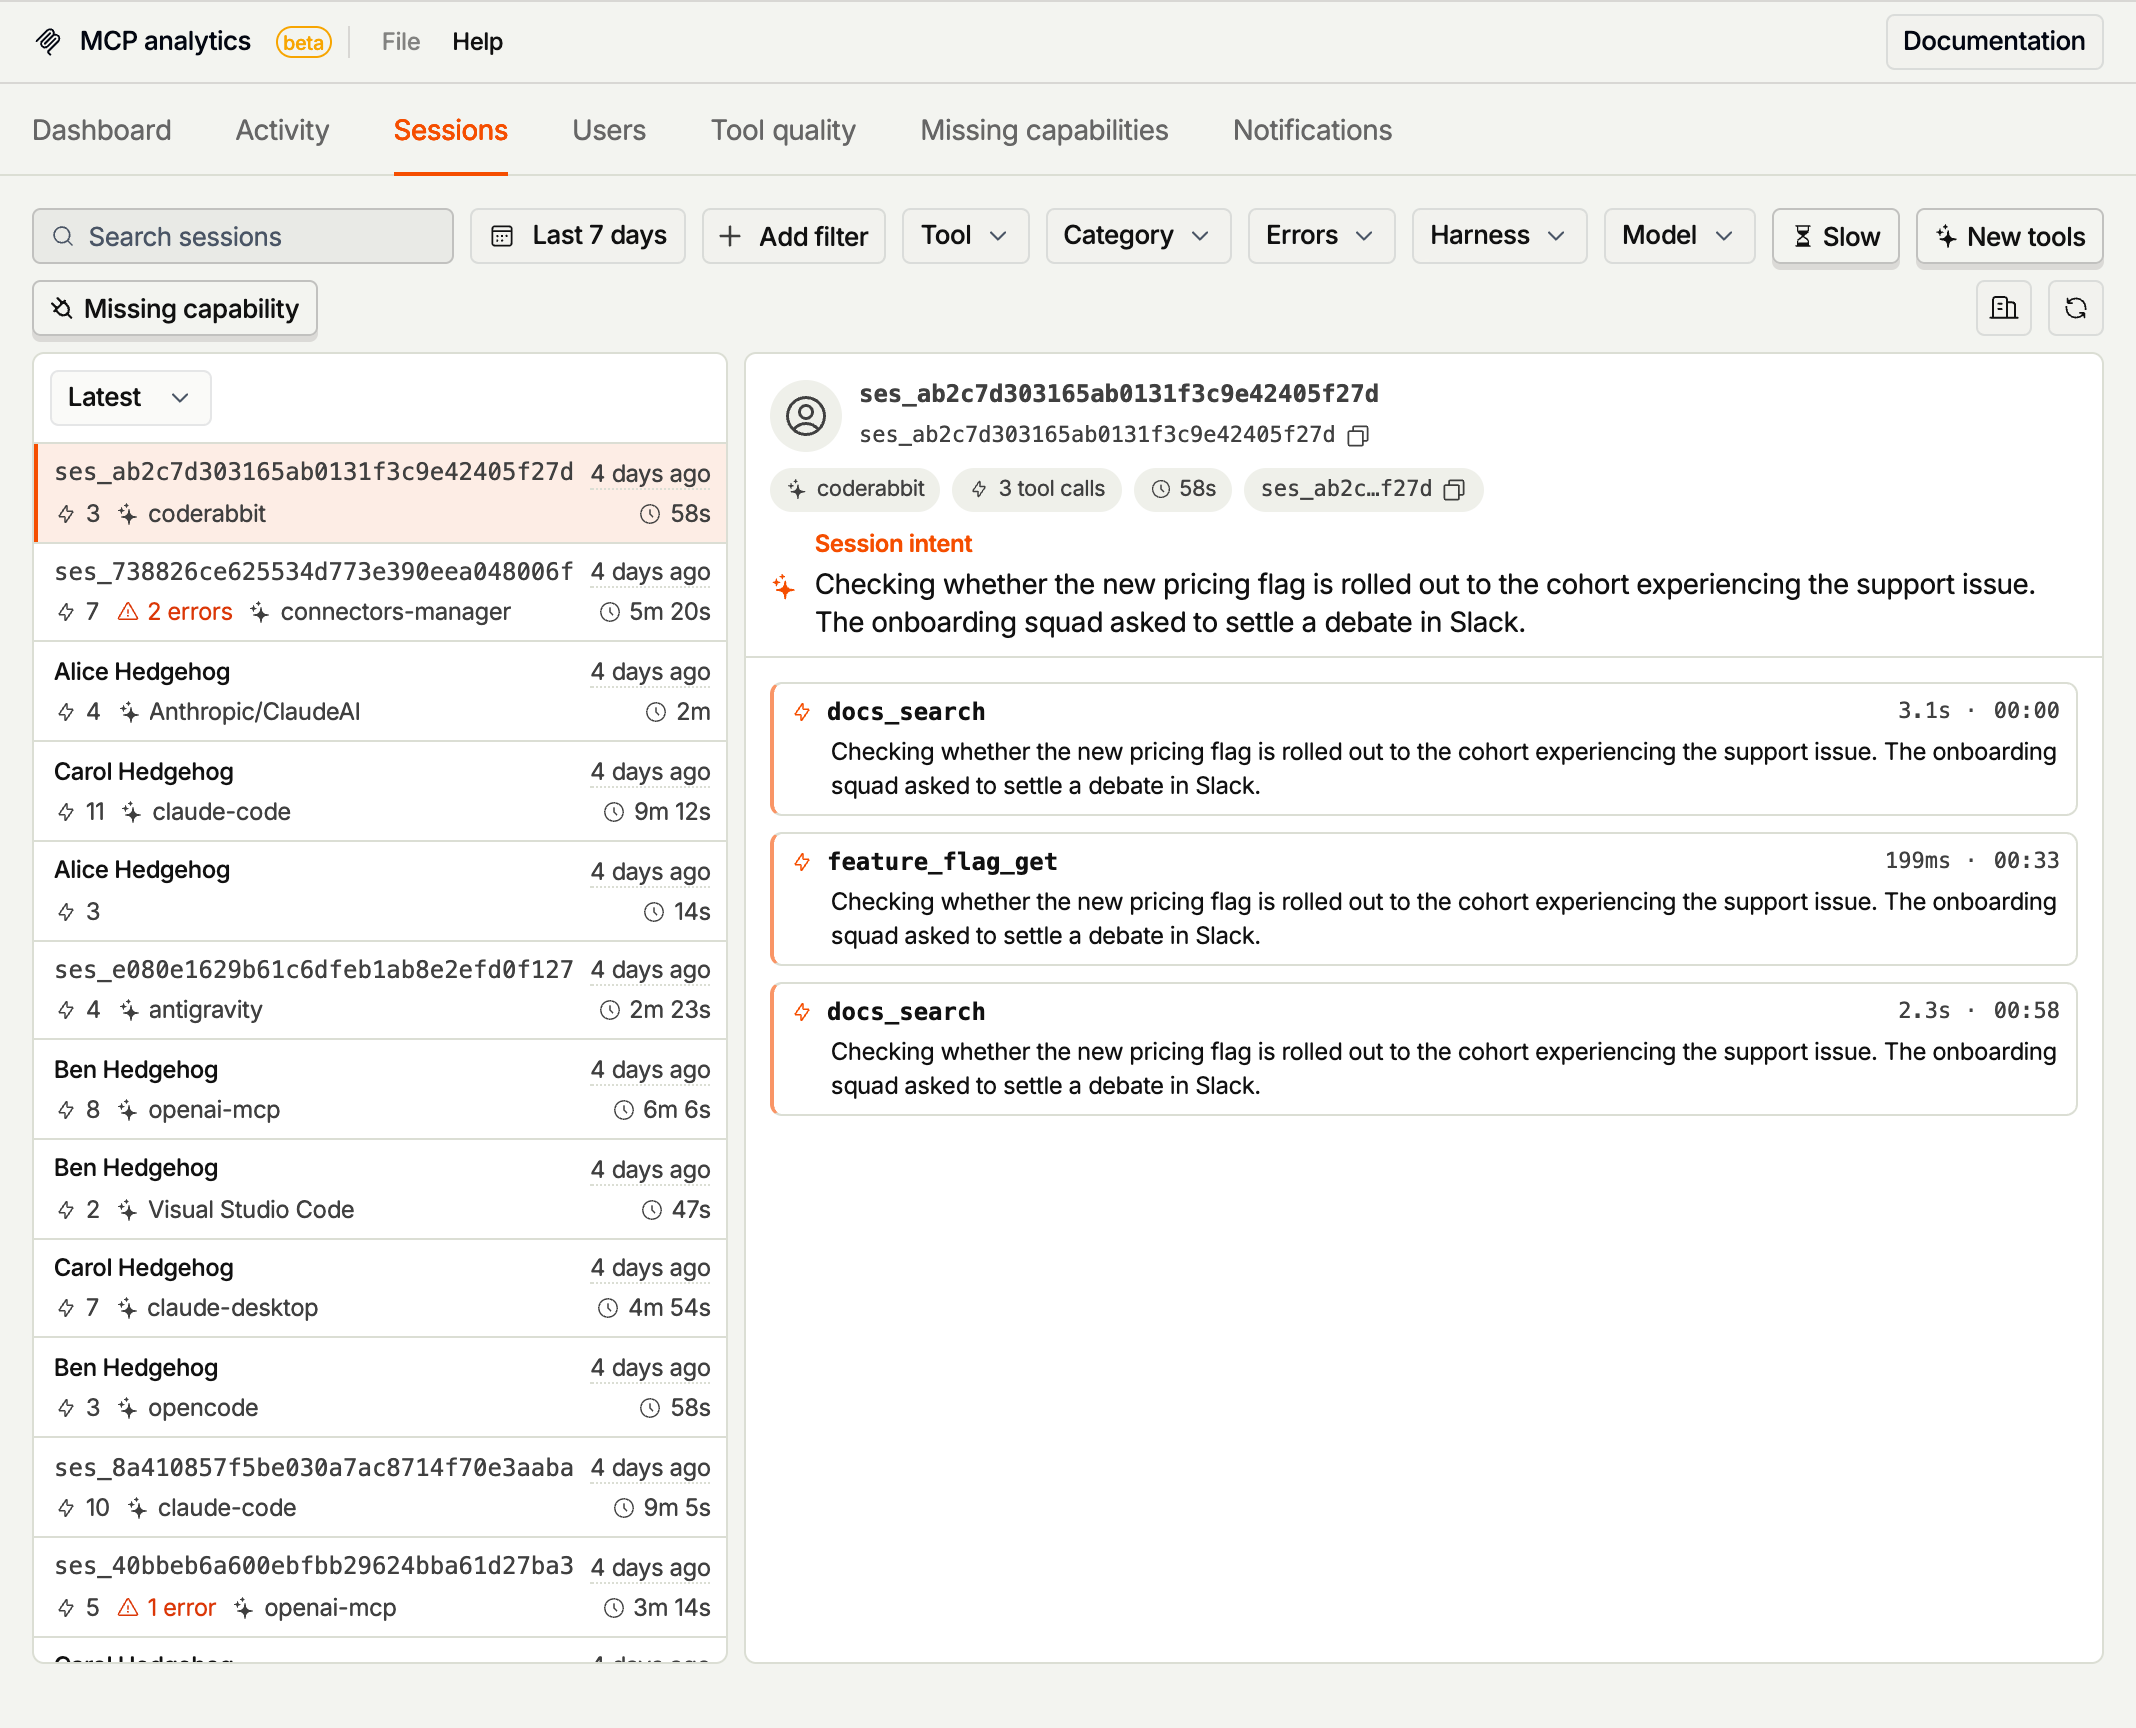 MCP analytics beta File Help Documentation
Dashboard Activity Sessions Users Tool quality Missing capabilities Notifications
Search sessions Last 7 days Add filter Tool Category Errors Harness Model Slow New tools
Missing capability
Latest
ses_ab2c7d303165ab0131f3c9e42405f27d 4 days ago
3 coderabbit 58s
ses_738826ce625534d773e390eea048006f 4 days ago
7 2 errors connectors-manager 5m 20s
Alice Hedgehog 4 days ago
4 Anthropic/ClaudeAI 2m
Carol Hedgehog 4 days ago
11 claude-code 9m 12s
Alice Hedgehog 4 days ago
3 14s
ses_e080e1629b61c6dfeb1ab8e2efd0f127 4 days ago
4 antigravity 2m 23s
Ben Hedgehog 4 days ago
8 openai-mcp 6m 6s
Ben Hedgehog 4 days ago
2 Visual Studio Code 47s
Carol Hedgehog 4 days ago
7 claude-desktop 4m 54s
Ben Hedgehog 4 days ago
3 opencode 58s
ses_8a410857f5be030a7ac8714f70e3aaba 4 days ago
10 claude-code 9m 5s
ses_40bbeb6a600ebfbb29624bba61d27ba3 4 days ago
5 1 error openai-mcp 3m 14s
Carol Hedgehog 4 days ago
ses_ab2c7d303165ab0131f3c9e42405f27d
ses_ab2c7d303165ab0131f3c9e42405f27d
coderabbit 3 tool calls 58s ses_ab2c…f27d
Session intent
Checking whether the new pricing flag is rolled out to the cohort experiencing the support issue.
The onboarding squad asked to settle a debate in Slack.
docs_search 3.1s · 00:00
Checking whether the new pricing flag is rolled out to the cohort experiencing the support issue. The onboarding
squad asked to settle a debate in Slack.
feature_flag_get 199ms · 00:33
Checking whether the new pricing flag is rolled out to the cohort experiencing the support issue. The onboarding
squad asked to settle a debate in Slack.
docs_search 2.3s · 00:58
Checking whether the new pricing flag is rolled out to the cohort experiencing the support issue. The onboarding
squad asked to settle a debate in Slack.